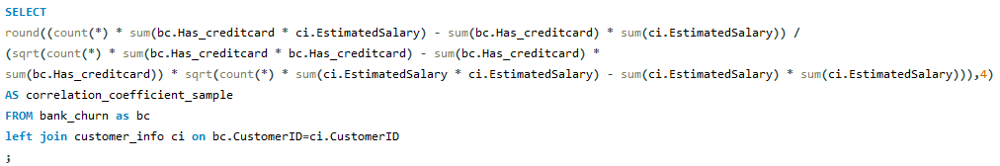 SELECT
round((count(*) * sum(bc.Has_creditcard * ci.EstimatedSalary) - sum(bc.Has_creditcard) * sum(ci.EstimatedSalary)) /
(sqrt(count(*) * sum(bc.Has_creditcard * bc.Has_creditcard) - sum(bc.Has_creditcard) *
sum(bc.Has_creditcard)) * sqrt(count(*) * sum(ci.EstimatedSalary * ci.EstimatedSalary) - sum(ci.EstimatedSalary) * sum(ci.EstimatedSalary))),4)
AS correlation_coefficient_sample
FROM bank_churn as bc
left join customer_info ci on bc.CustomerID=ci.CustomerID
;